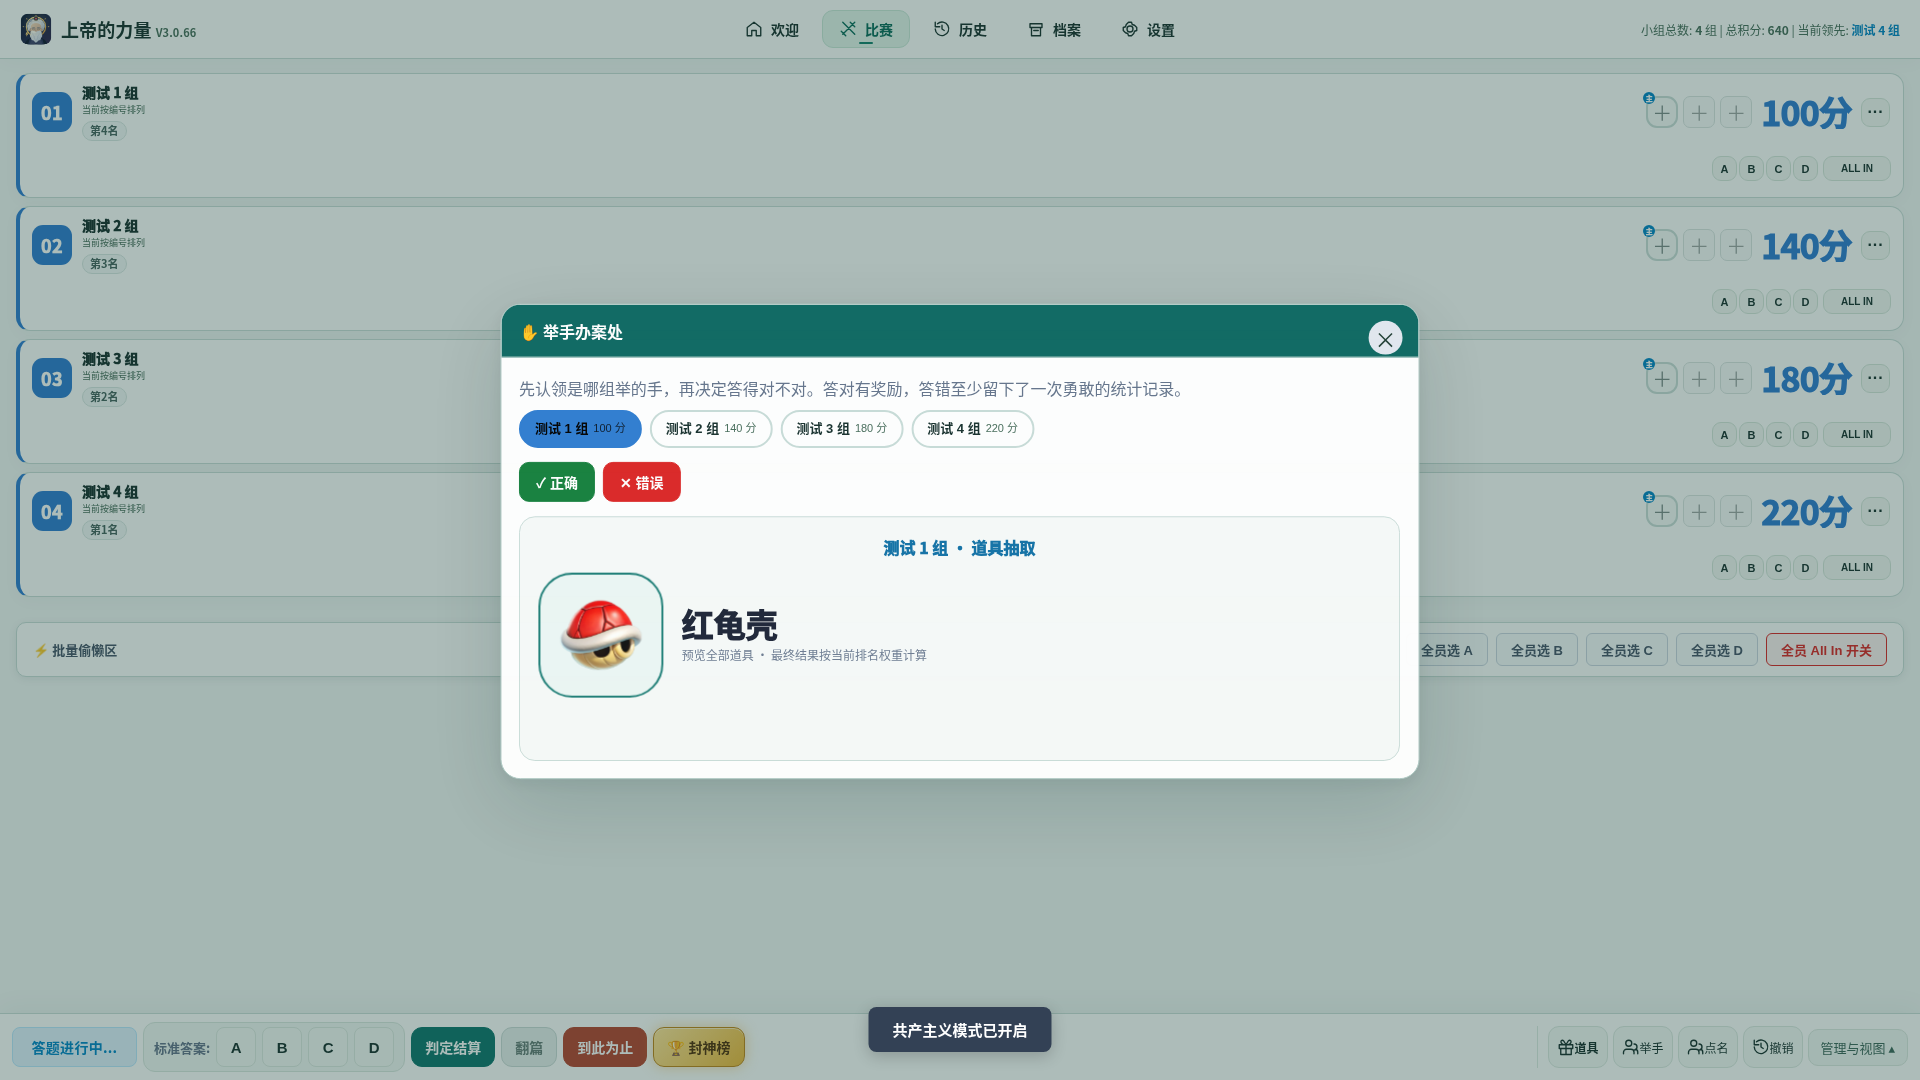 上帝的力量 V3.0.66
欢迎 比赛 历史 档案 设置
小组总数: 4 组 | 总积分: 640 | 当前领先: 测试 4 组
01 测试 1 组
当前按编号排列
第4名
主 100分 ...
A B C D ALL IN
02 测试 2 组
当前按编号排列
第3名
主 140分 ...
A B C D ALL IN
03 测试 3 组
当前按编号排列
第2名
主 180分 ...
A B C D ALL IN
04 测试 4 组
当前按编号排列
第1名
主 220分 ...
A B C D ALL IN
⚡ 批量偷懒区
全员选 A 全员选 B 全员选 C 全员选 D 全员 All In 开关
✋ 举手办案处
先认领是哪组举的手，再决定答得对不对。答对有奖励，答错至少留下了一次勇敢的统计记录。
测试 1 组 100 分 测试 2 组 140 分 测试 3 组 180 分 测试 4 组 220 分
✓ 正确 ✕ 错误
测试 1 组 · 道具抽取
红龟壳
预览全部道具 · 最终结果按当前排名权重计算
答题进行中... 标准答案: A B C D 判定结算 翻篇 到此为止 🏆 封神榜
共产主义模式已开启
道具 举手 点名 撤销 管理与视图 ▴